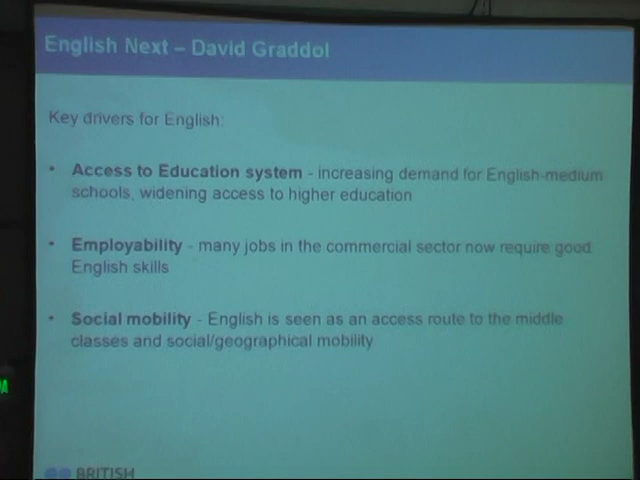 English Next – David Graddol
Key drivers for English:
• Access to Education system - increasing demand for English-medium
schools, widening access to higher education
• Employability - many jobs in the commercial sector now require good
English skills
• Social mobility - English is seen as an access route to the middle
classes and social/geographical mobility
BRITISH